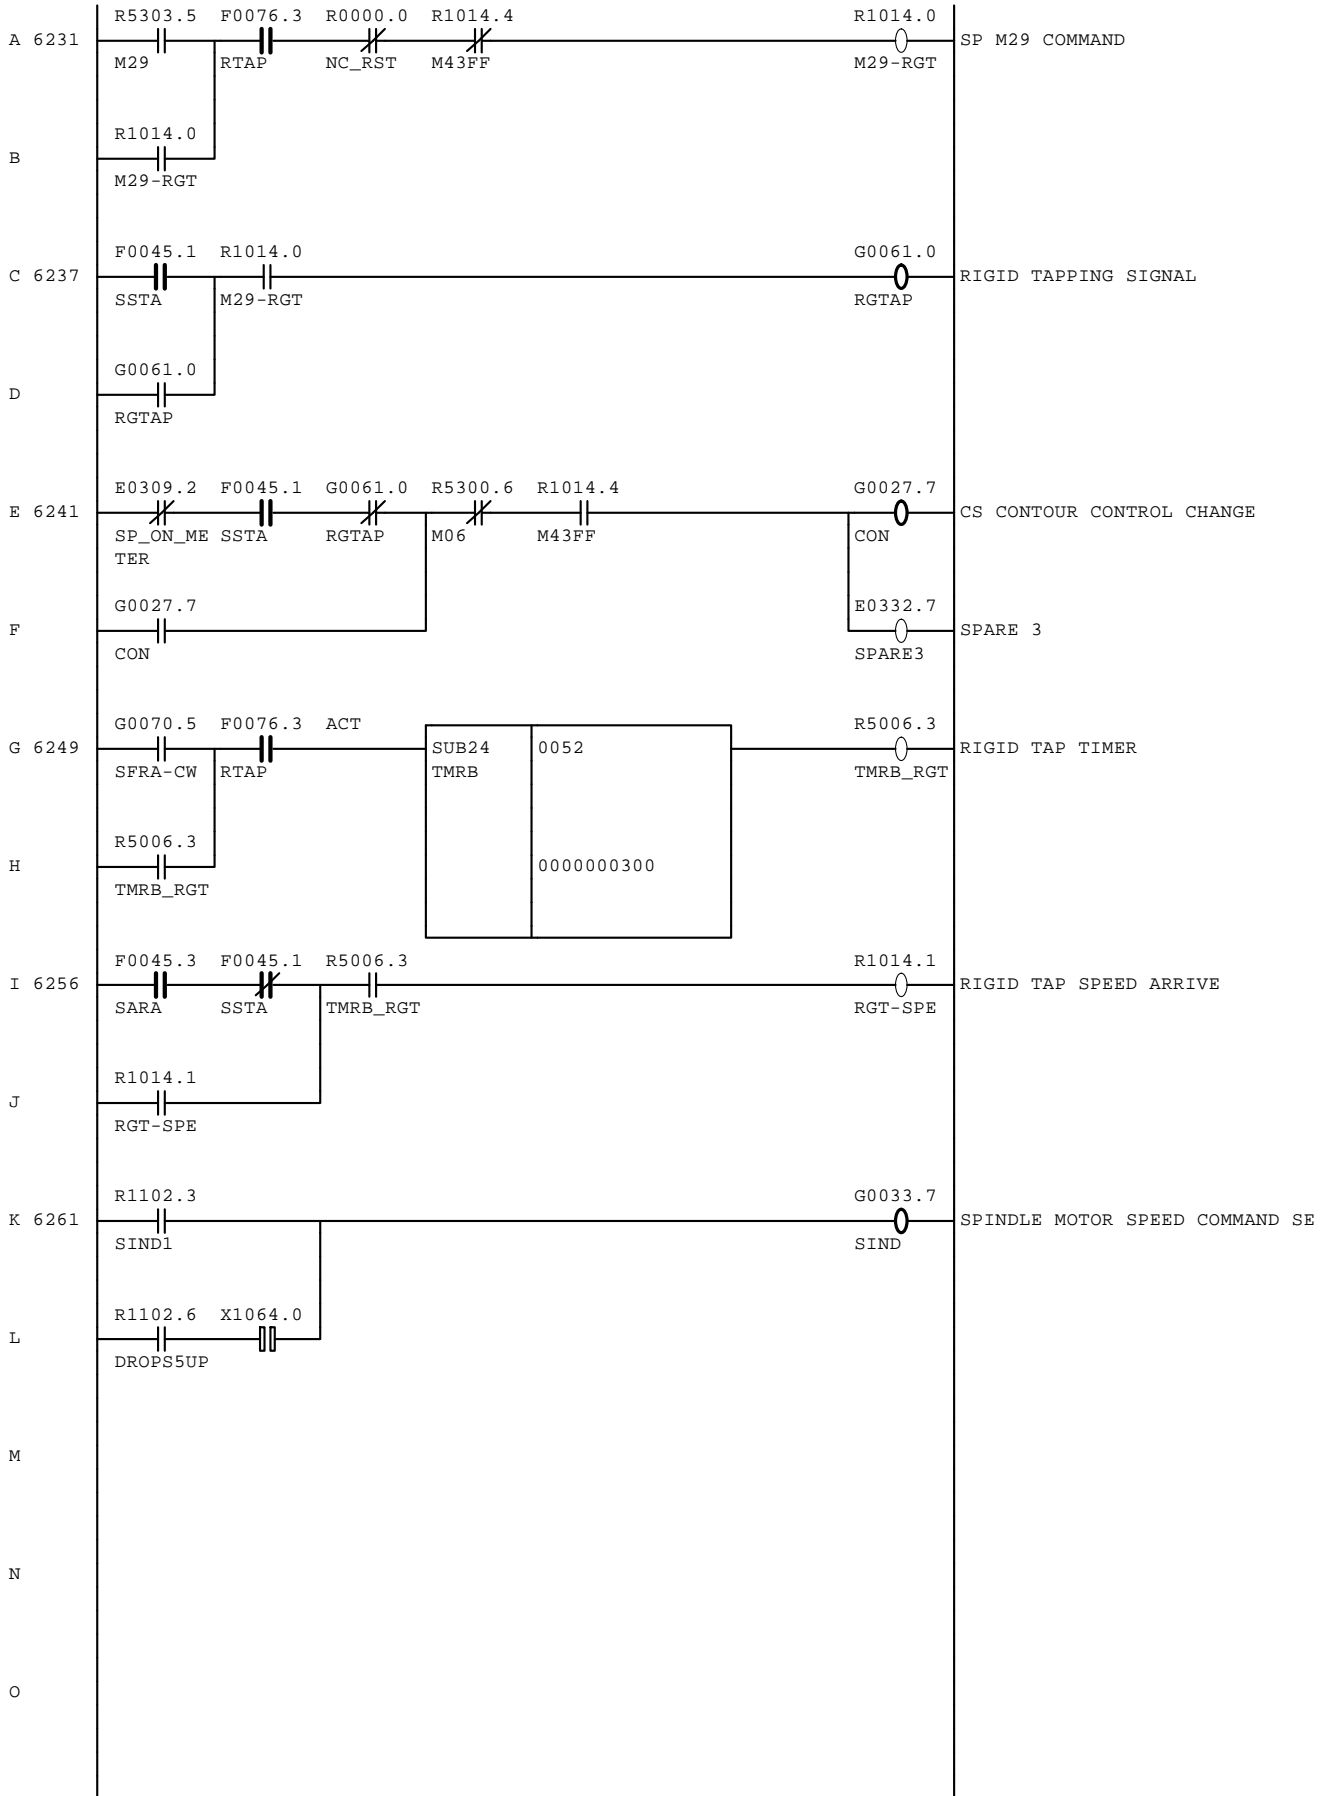 R5303.5 F0076.3 R0000.0 R1014.4 R1014.0
A 6231 SP M29 COMMAND
M29 RTAP NC_RST M43FF M29-RGT
R1014.0
B
M29-RGT
F0045.1 R1014.0 G0061.0
C 6237 RIGID TAPPING SIGNAL
SSTA M29-RGT RGTAP
G0061.0
D
RGTAP
E0309.2 F0045.1 G0061.0 R5300.6 R1014.4 G0027.7
E 6241 CS CONTOUR CONTROL CHANGE
SP_ON_ME SSTA RGTAP M06 M43FF CON
TER
G0027.7 E0332.7
F SPARE 3
CON SPARE3
G0070.5 F0076.3 ACT R5006.3
G 6249 SUB24 0052 RIGID TAP TIMER
SFRA-CW RTAP TMRB TMRB_RGT
R5006.3
H 0000000300
TMRB_RGT
F0045.3 F0045.1 R5006.3 R1014.1
I 6256 RIGID TAP SPEED ARRIVE
SARA SSTA TMRB_RGT RGT-SPE
R1014.1
J
RGT-SPE
R1102.3 G0033.7
K 6261 SPINDLE MOTOR SPEED COMMAND SE
SIND1 SIND
R1102.6 X1064.0
L
DROPS5UP
M
N
O